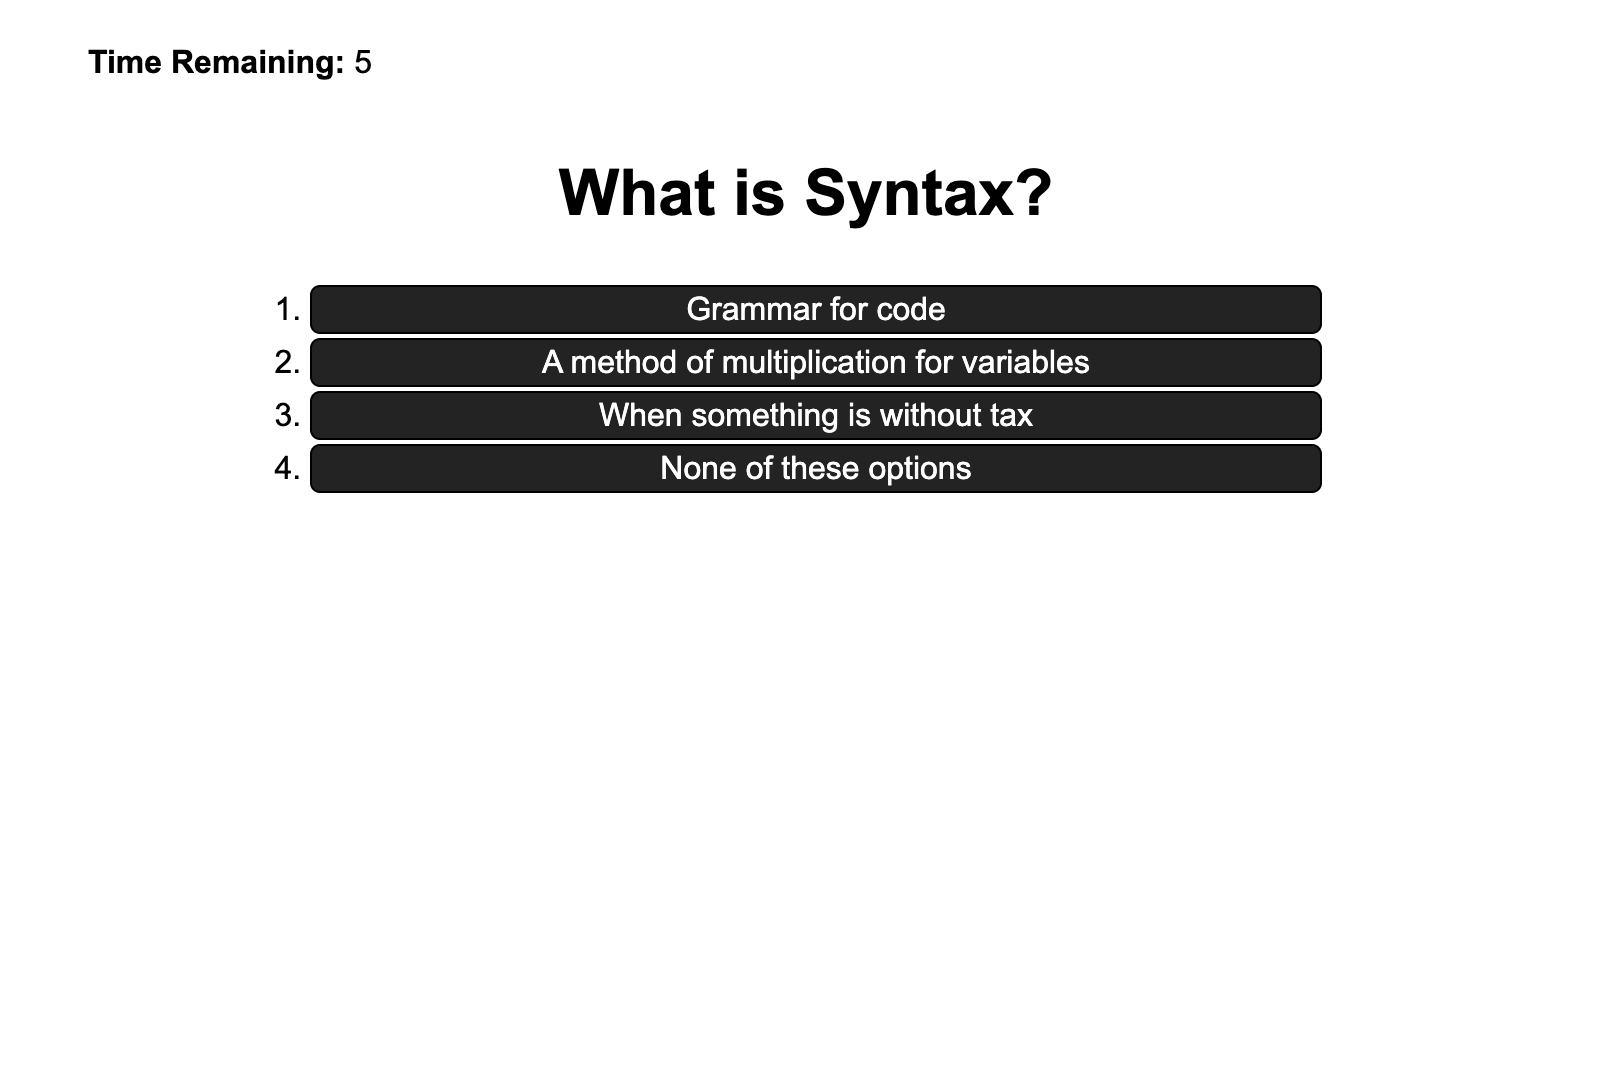 Time Remaining: 5
What is Syntax?
1. Grammar for code
2. A method of multiplication for variables
3. When something is without tax
4. None of these options